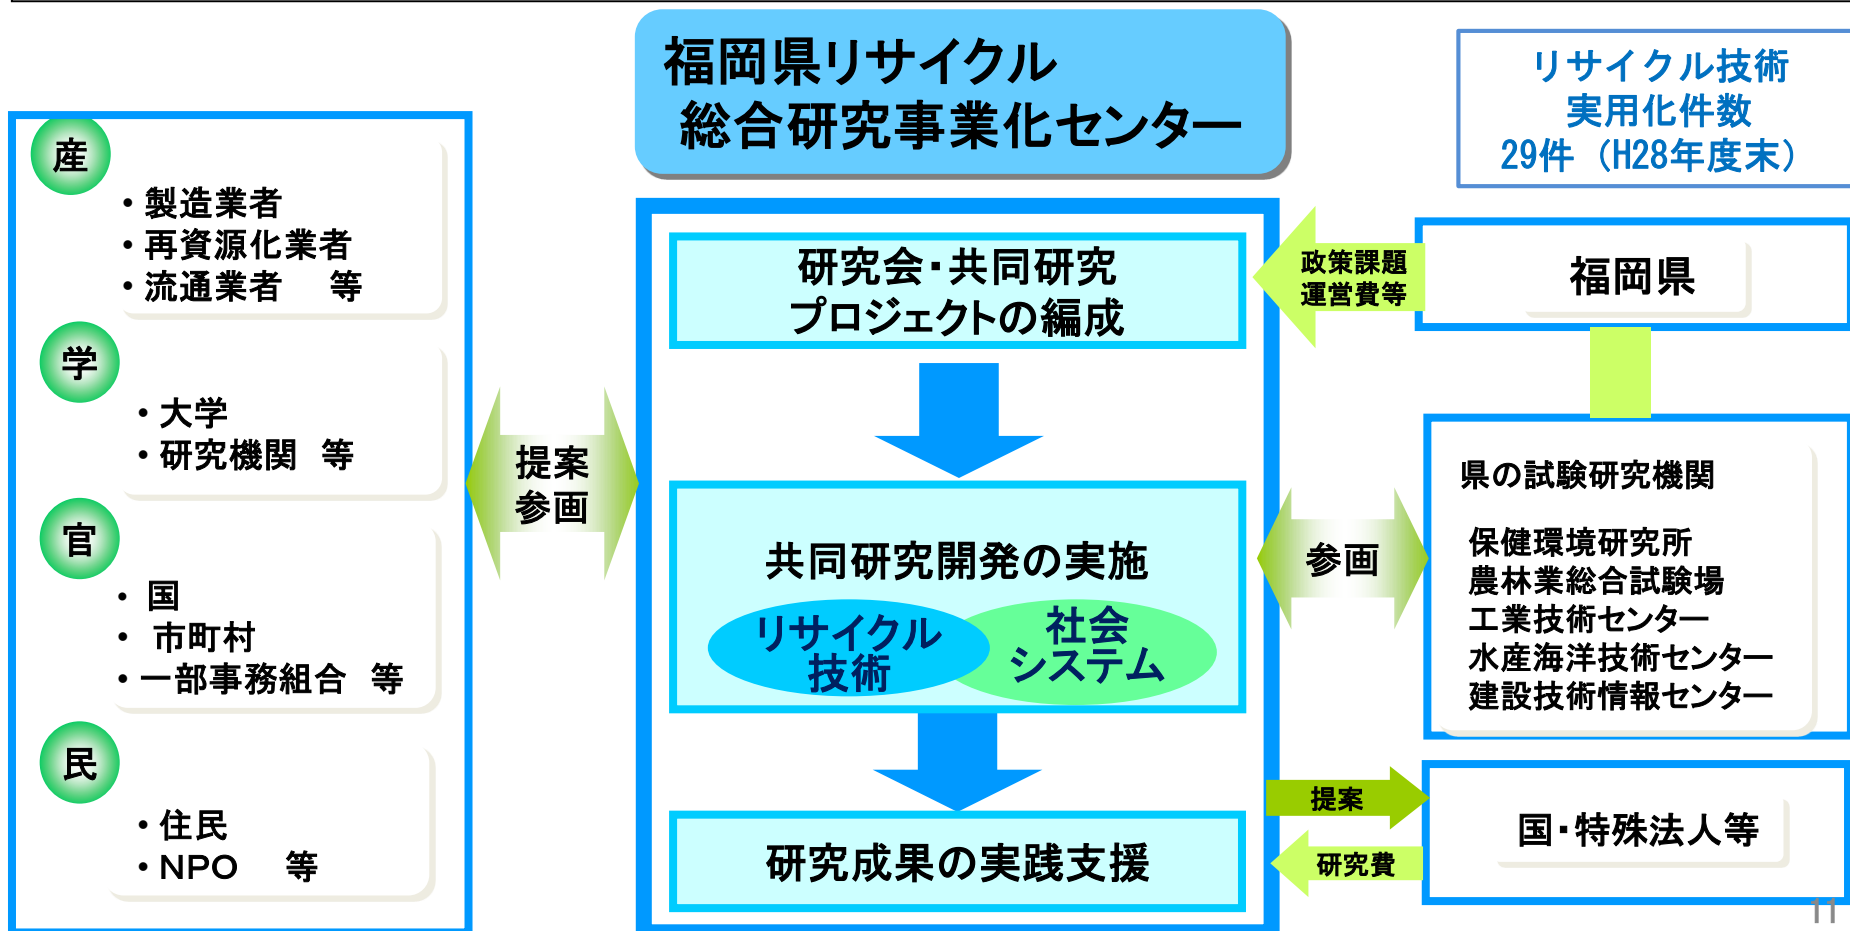 福岡県リサイクル
総合研究事業化センター
リサイクル技術
実用化件数
29件（H28年度末）
産
・製造業者
・再資源化業者
・流通業者　等
学
・大学
・研究機関　等
官
・ 国
・ 市町村
・一部事務組合　等
民
・住民
・NPO　等
提案
参画
研究会・共同研究
プロジェクトの編成
共同研究開発の実施
リサイクル
技術
社会
システム
研究成果の実践支援
政策課題
運営費等
福岡県
参画
県の試験研究機関
保健環境研究所
農林業総合試験場
工業技術センター
水産海洋技術センター
建設技術情報センター
提案
研究費
国・特殊法人等
11